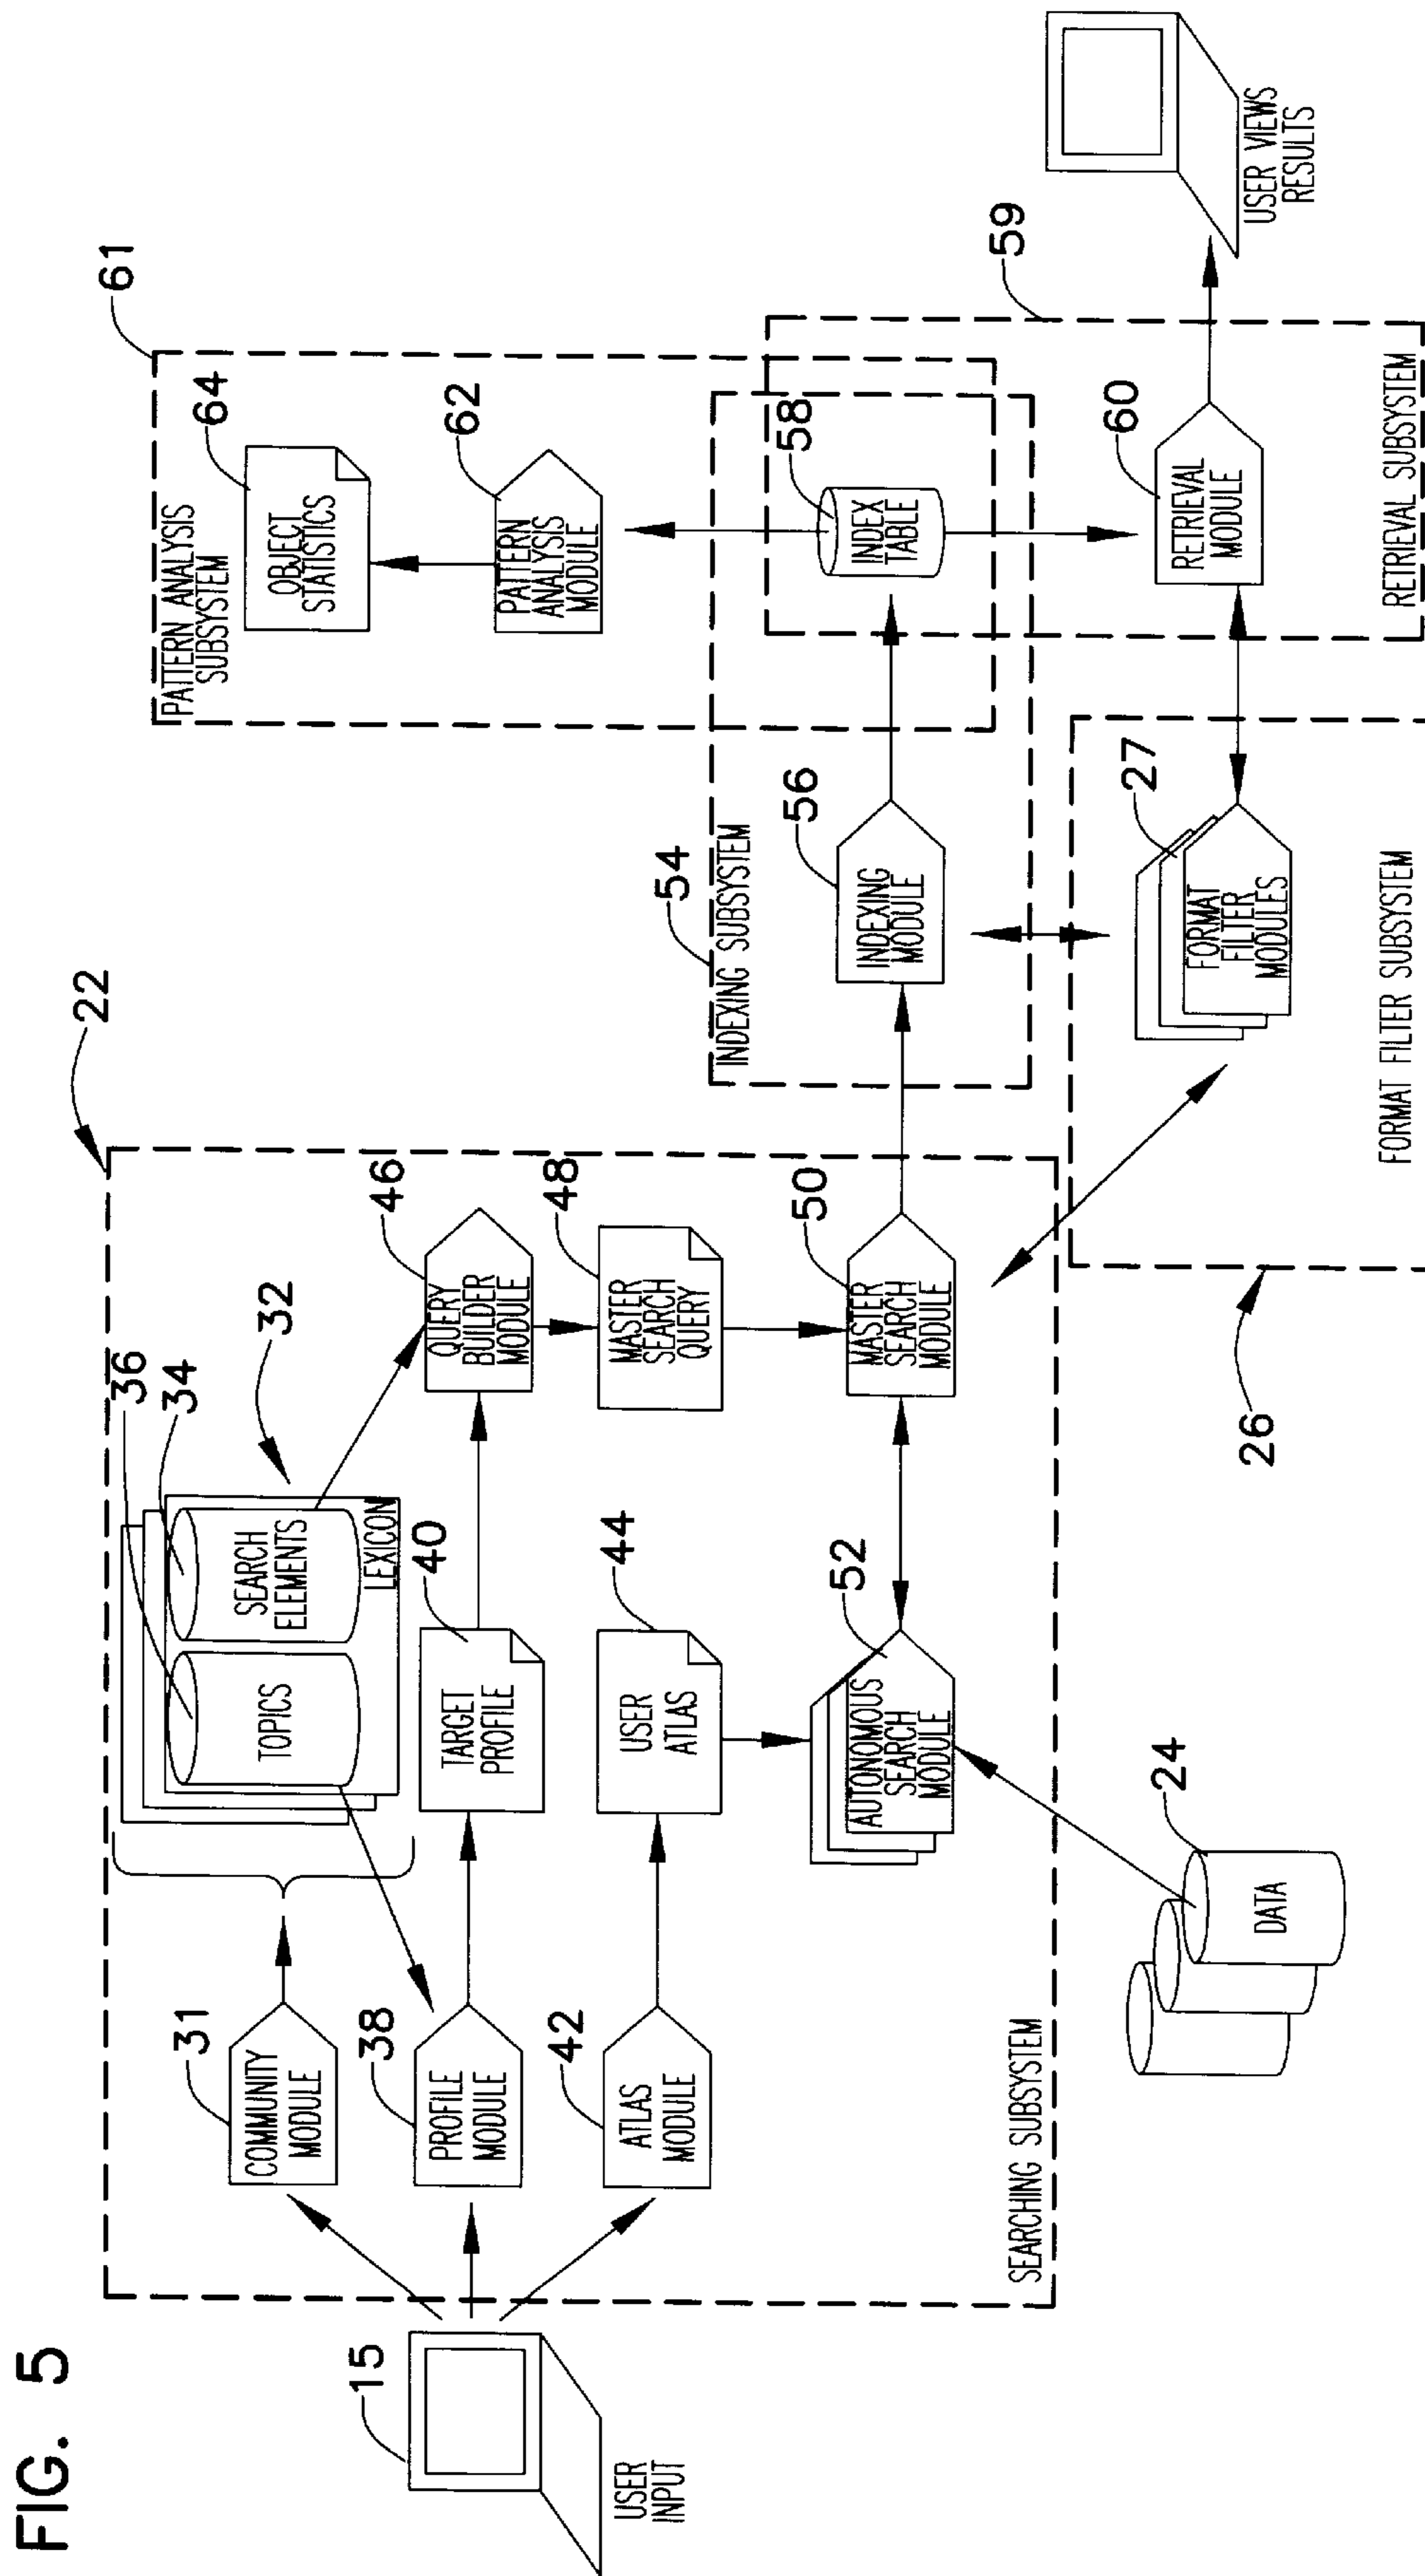 FIG. 5
22
61
PATTERN ANALYSIS
SUBSYSTEM
64
OBJECT
STATISTICS
62
PATTERN
ANALYSIS
MODULE
36
34
32
TOPICS
SEARCH
ELEMENTS
LEXICON
31
COMMUNITY
MODULE
15
USER
INPUT
38
PROFILE
MODULE
40
TARGET
PROFILE
46
QUERY
BUILDER
MODULE
42
ATLAS
MODULE
44
USER
ATLAS
48
MASTER
SEARCH
QUERY
52
AUTONOMOUS
SEARCH
MODULE
50
MASTER
SEARCH
MODULE
SEARCHING SUBSYSTEM
24
DATA
54
INDEXING SUBSYSTEM
56
INDEXING
MODULE
58
INDEX
TABLE
59
60
RETRIEVAL
MODULE
RETRIEVAL SUBSYSTEM
USER VIEWS
RESULTS
26
27
FORMAT
FILTER
MODULES
FORMAT FILTER SUBSYSTEM